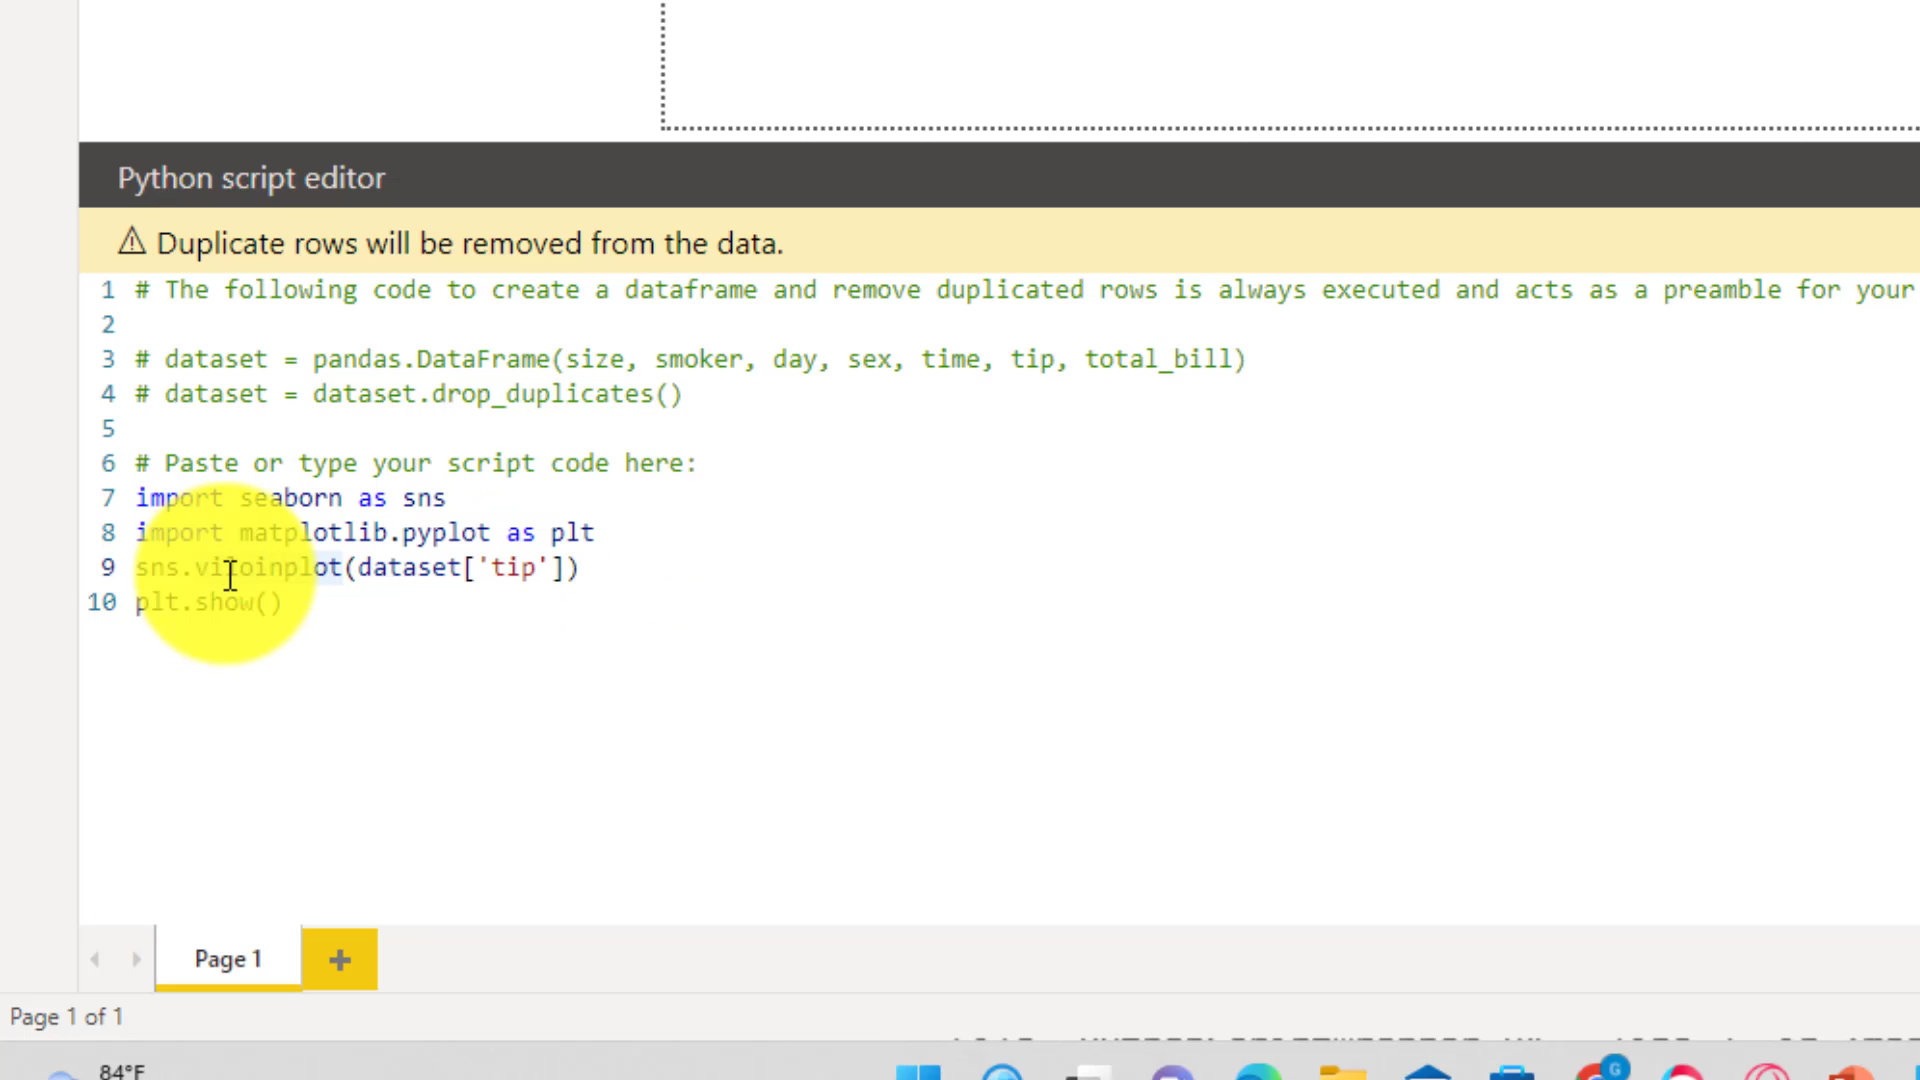 Python script editor
Duplicate rows will be removed from the data.
1 # The following code to create a dataframe and remove duplicated rows is always executed and acts as a preamble for your
2
3 # dataset = pandas.DataFrame(size, smoker, day, sex, time, tip, total_bill)
4 # dataset = dataset.drop_duplicates()
5
6 # Paste or type your script code here:
7 import seaborn as sns
8 import matplotlib.pyplot as plt
9 (dataset['tip'])
10 plt.show()
Page 1
Page 1 of 1
84°F
G